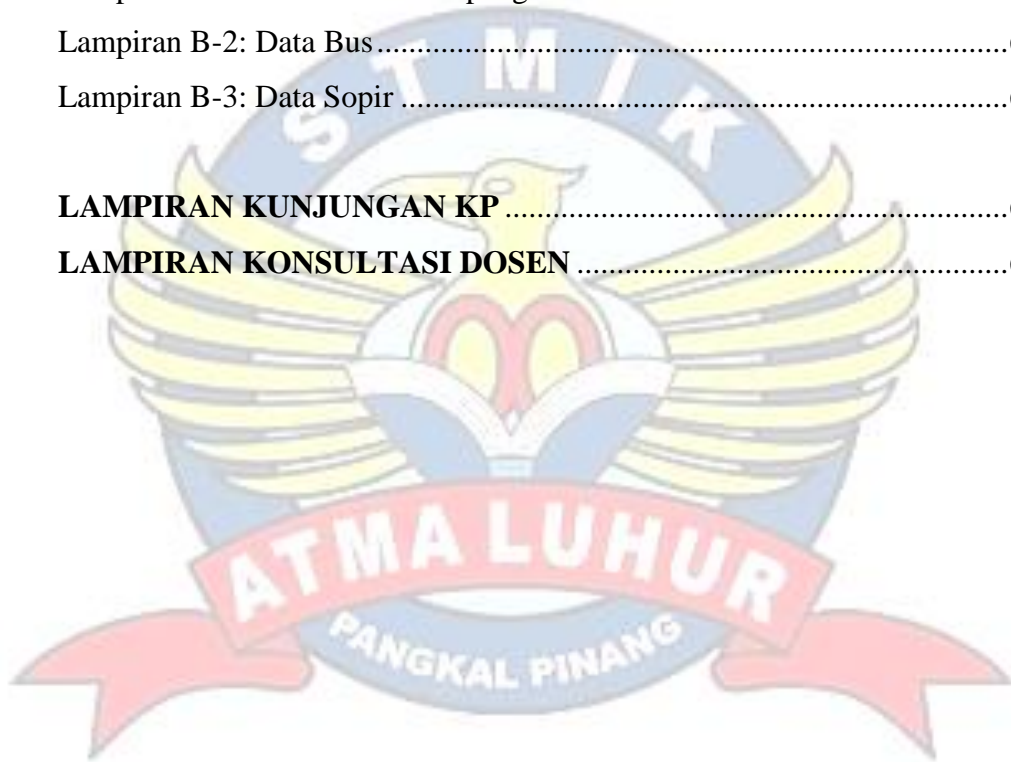 Lampiran B-2: Data Bus
Lampiran B-3: Data Sopir
LAMPIRAN KUNJUNGAN KP
LAMPIRAN KONSULTASI DOSEN
STMIK
ATMA LUHUR
PANGKAL PINANG